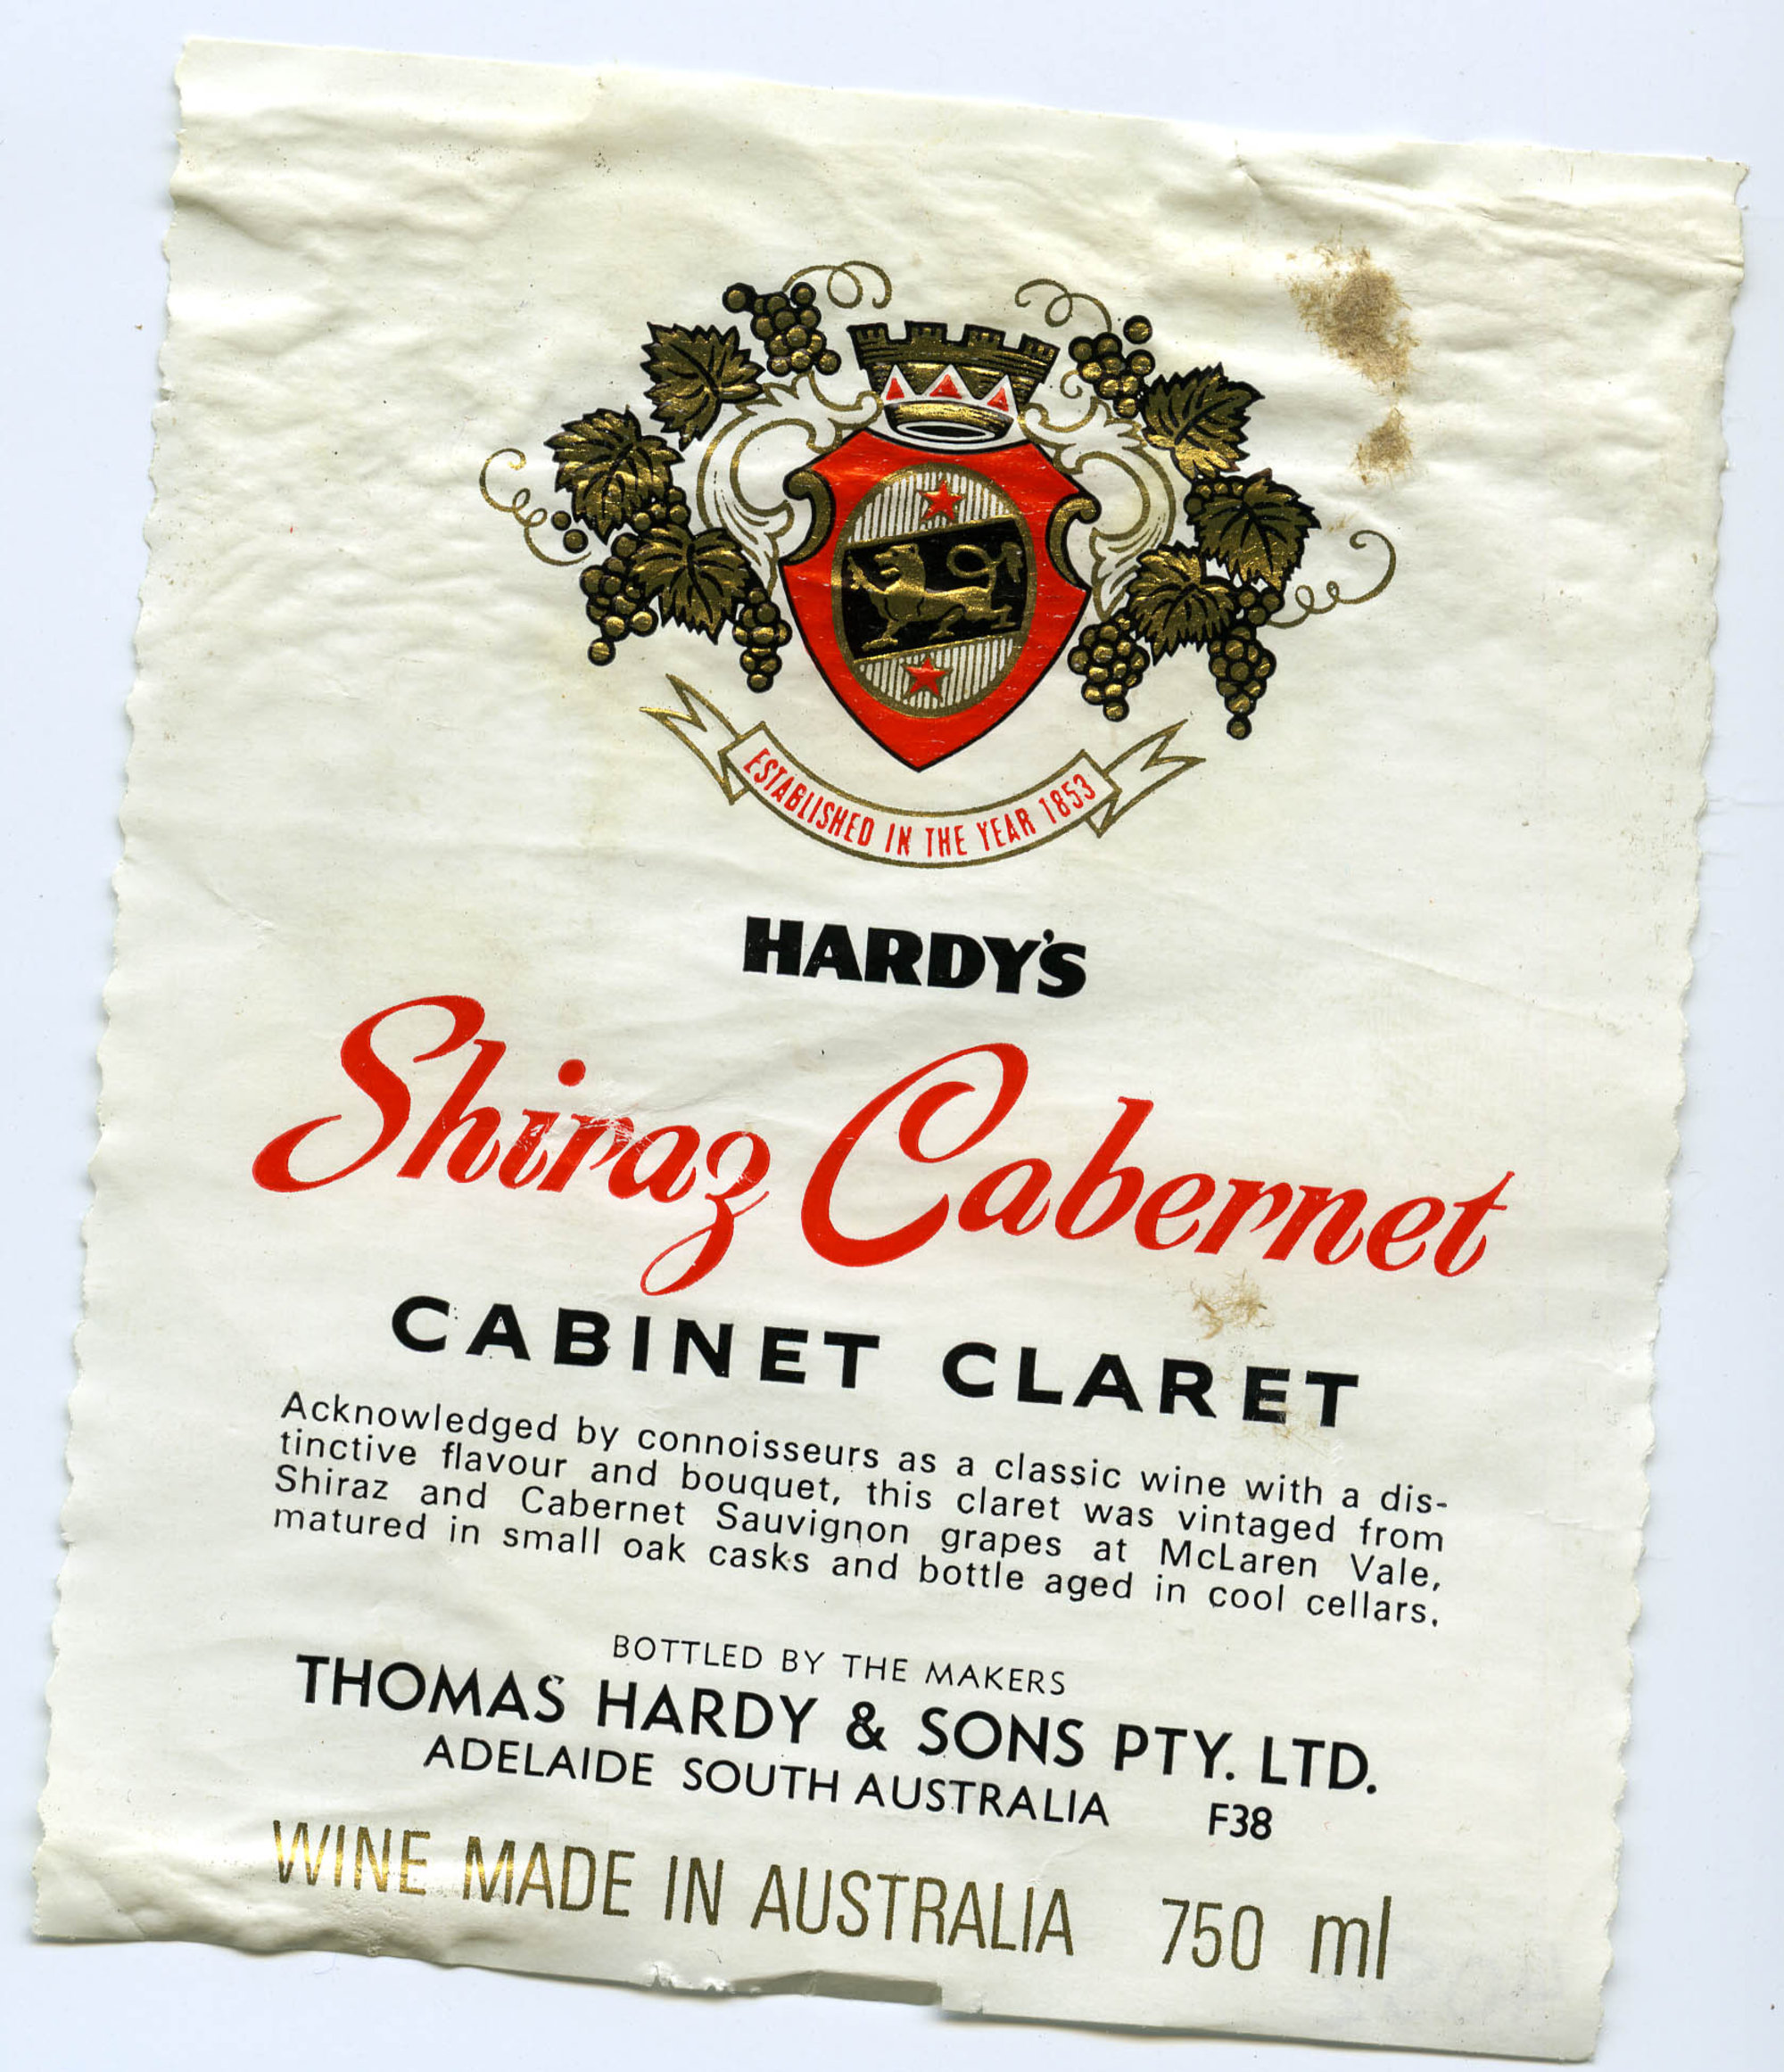 ESTABLISHED IN THE YEAR 1853
HARDY'S
Shiraz Cabernet
CABINET CLARET
Acknowledged by connoisseurs as a classic wine with a dis-
tinctive flavour and bouquet, this claret was vintaged from
Shiraz and Cabernet Sauvignon grapes at McLaren Vale,
matured in small oak casks and bottle aged in cool cellars.
BOTTLED BY THE MAKERS
THOMAS HARDY & SONS PTY. LTD.
ADELAIDE SOUTH AUSTRALIA F38
WINE MADE IN AUSTRALIA 750 ml